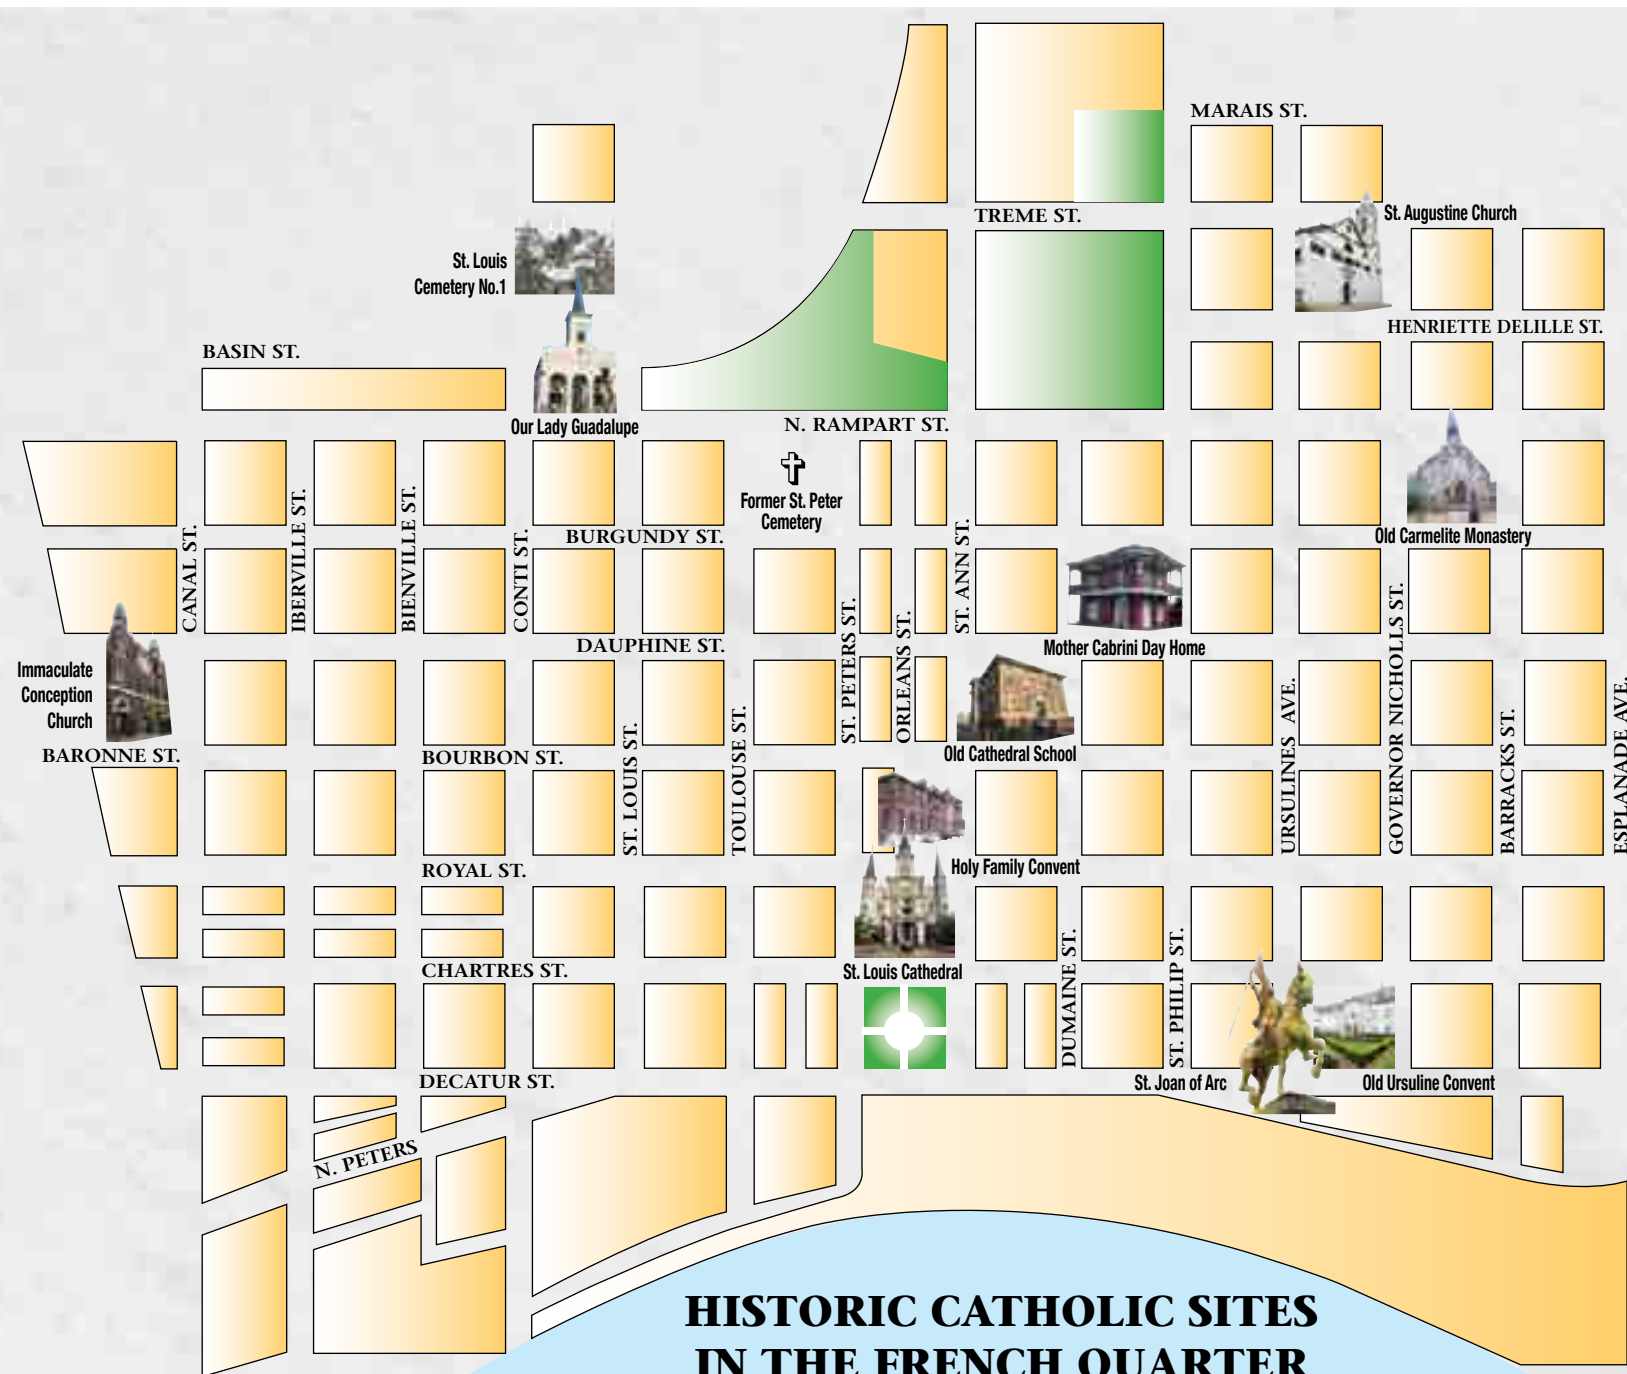 MARAIS ST.
St. Augustine Church
TREME ST.
St. Louis
Cemetery No.1
HENRIETTE DELILLE ST.
BASIN ST.
Our Lady Guadalupe
N. RAMPART ST.
Former St. Peter
Cemetery
BURGUNDY ST.
Old Carmelite Monastery
CANAL ST.
IBERVILLE ST.
BIENVILLE ST.
CONTI ST.
ST. ANN ST.
DAUPHINE ST.
Mother Cabrini Day Home
Immaculate
Conception
Church
ST. PETERS ST.
ORLEANS ST.
BARONNE ST.
BOURBON ST.
ST. LOUIS ST.
TOULOUSE ST.
Old Cathedral School
URSULINES AVE.
GOVERNOR NICHOLLS ST.
BARRACKS ST.
ESPLANADE AVE.
ROYAL ST.
Holy Family Convent
CHARTRES ST.
St. Louis Cathedral
DUMAINE ST.
ST. PHILIP ST.
DECATUR ST.
St. Joan of Arc
Old Ursuline Convent
N. PETERS
HISTORIC CATHOLIC SITES
IN THE FRENCH QUARTER